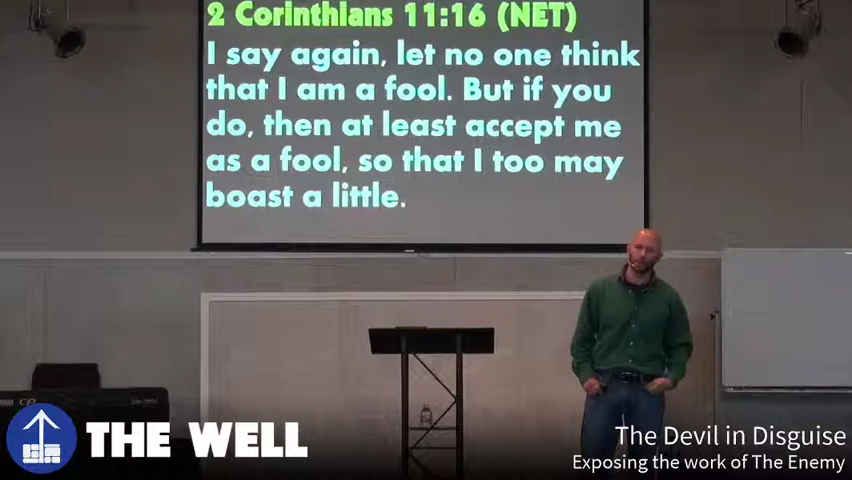 2 Corinthians 11:16 (NET)
I say again, let no one think
that I am a fool. But if you
do, then at least accept me
as a fool, so that I too may
boast a little.
CP
THE WELL
The Devil in Disguise
Exposing the work of The Enemy